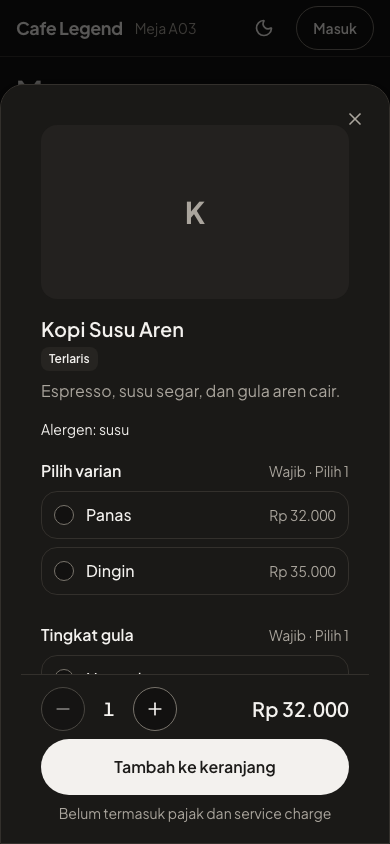 Cafe Legend Meja A03 Masuk
K
Kopi Susu Aren
Terlaris
Espresso, susu segar, dan gula aren cair.
Alergen: susu
Pilih varian Wajib · Pilih 1
Panas Rp 32.000
Dingin Rp 35.000
Tingkat gula Wajib · Pilih 1
1 Rp 32.000
Tambah ke keranjang
Belum termasuk pajak dan service charge